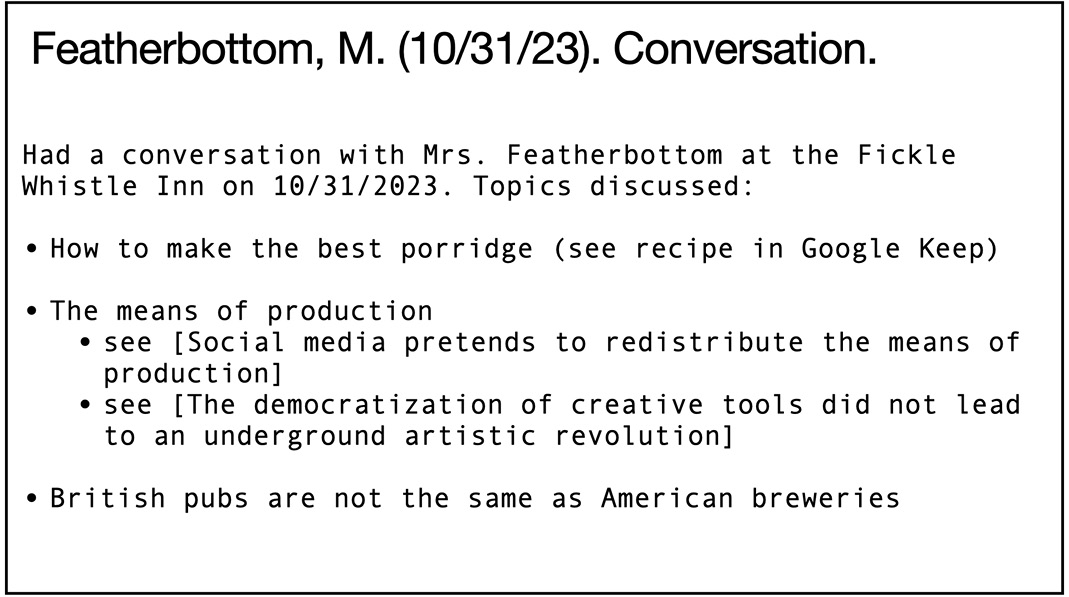 Featherbottom, M. (10/31/23). Conversation.
Had a conversation with Mrs. Featherbottom at the Fickle
Whistle Inn on 10/31/2023. Topics discussed:
• How to make the best porridge (see recipe in Google Keep)
• The means of production
• see [Social media pretends to redistribute the means of
production]
• see [The democratization of creative tools did not lead
to an underground artistic revolution]
• British pubs are not the same as American breweries